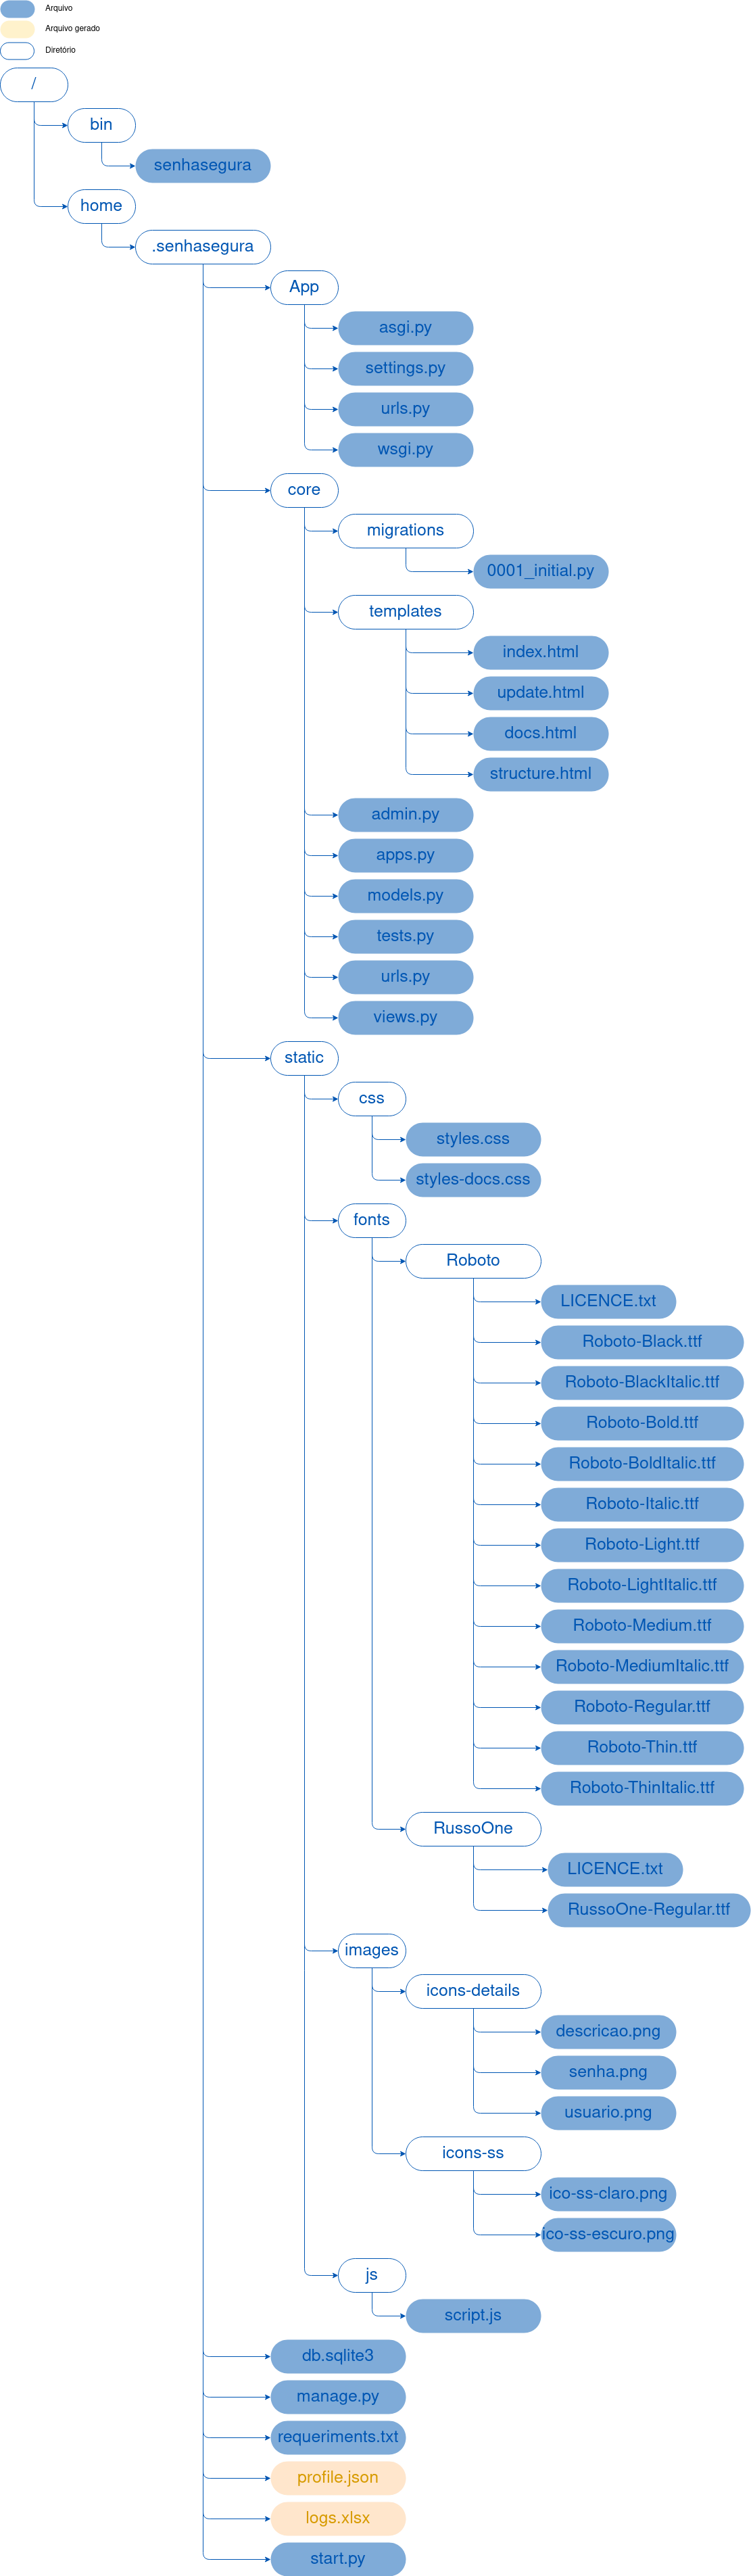 Arquivo
Arquivo gerado
Diretório
/
bin
senhasegura
home
.senhasegura
App
asgi.py
settings.py
urls.py
wsgi.py
core
migrations
0001_initial.py
templates
index.html
update.html
docs.html
structure.html
admin.py
apps.py
models.py
tests.py
urls.py
views.py
static
css
styles.css
styles-docs.css
fonts
Roboto
LICENCE.txt
Roboto-Black.ttf
Roboto-BlackItalic.ttf
Roboto-Bold.ttf
Roboto-BoldItalic.ttf
Roboto-Italic.ttf
Roboto-Light.ttf
Roboto-LightItalic.ttf
Roboto-Medium.ttf
Roboto-MediumItalic.ttf
Roboto-Regular.ttf
Roboto-Thin.ttf
Roboto-ThinItalic.ttf
RussoOne
LICENCE.txt
RussoOne-Regular.ttf
images
icons-details
descricao.png
senha.png
usuario.png
icons-ss
ico-ss-claro.png
ico-ss-escuro.png
js
script.js
db.sqlite3
manage.py
requeriments.txt
profile.json
logs.xlsx
start.py